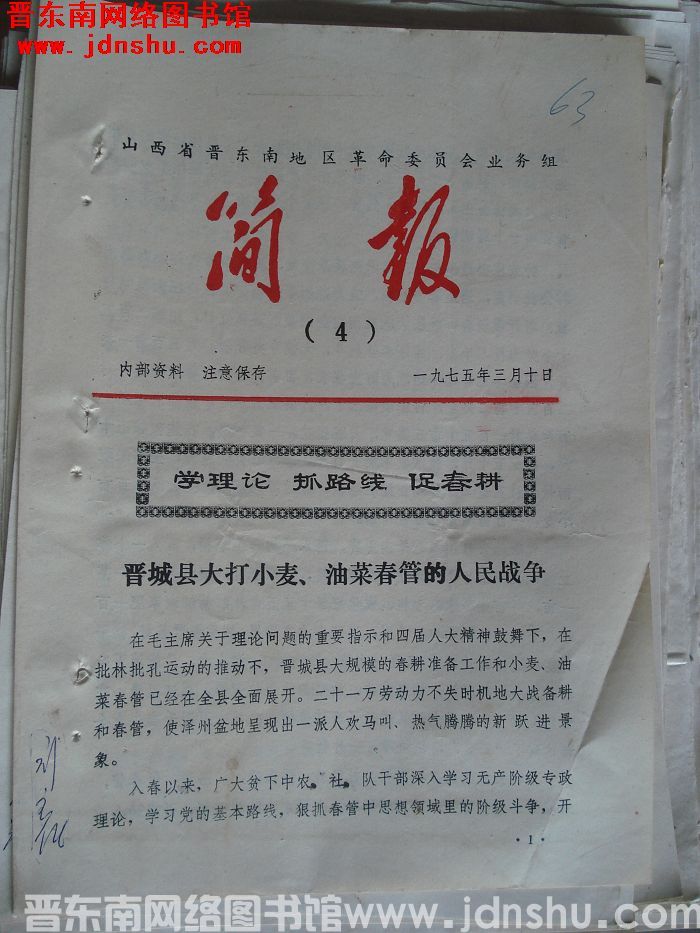 晋东南网络图书馆
www.jdnshu.com
63
山西省晋东南地区革命委员会业务组
简报
(4)
内部资料 注意保存 一九七五年三月十日
学理论 抓路线 促春耕
晋城县大打小麦、油菜春管的人民战争
在毛主席关于理论问题的重要指示和四届人大精神鼓舞下，在
批林批孔运动的推动不，晋城县大规模的春耕准备工作和小麦、油
菜春管已经在全县全面展开。二十一万劳动力不失时机地大战备耕
和春管，使泽州盆地呈现出一派人欢马叫、热气腾腾的新跃进景
象。
入春以来，广大贫下中农，社，队干部深入学习无产阶级专政
理论，学习党的基本路线，狠抓春管中思想领域里的阶级斗争，开
·1·
晋东南网络图书馆www.jdnshu.com